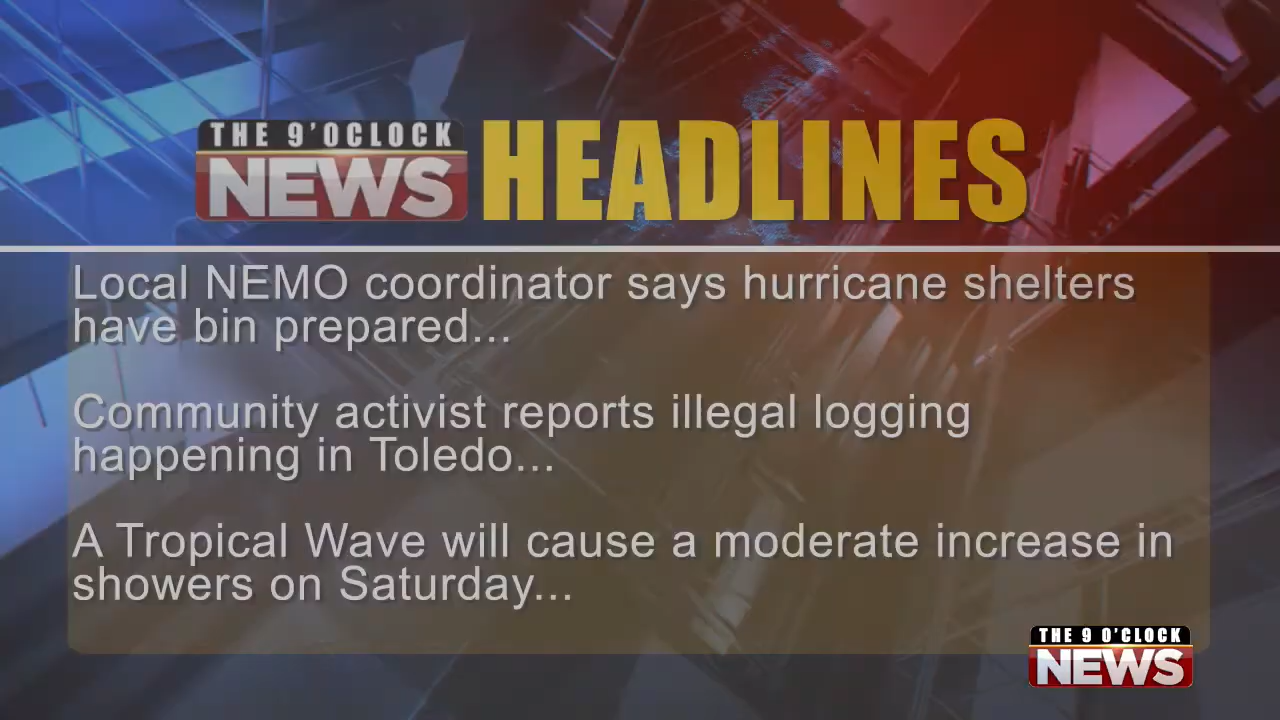 THE 9'OCLOCK
NEWS HEADLINES
Local NEMO coordinator says hurricane shelters
have bin prepared...
Community activist reports illegal logging
happening in Toledo...
A Tropical Wave will cause a moderate increase in
showers on Saturday...
THE 9 O'CLOCK
NEWS